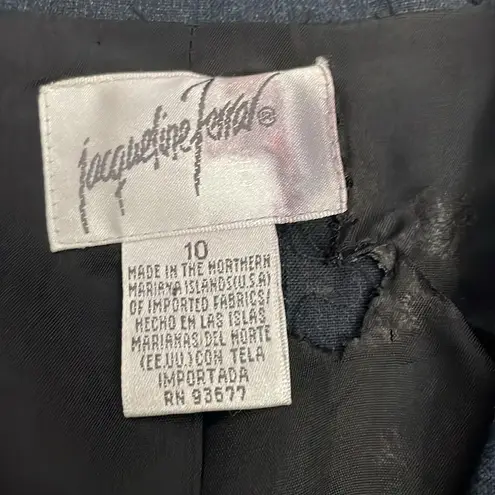 Jacqueline Ferrar®
10
MADE IN THE NORTHERN
MARIANA ISLANDS(U.S.A)
OF IMPORTED FABRICS/
HECHO EN LAS ISLAS
MARIANAS DEL NORTE
(EE.UU.) CON TELA
IMPORTADA
RN 93677